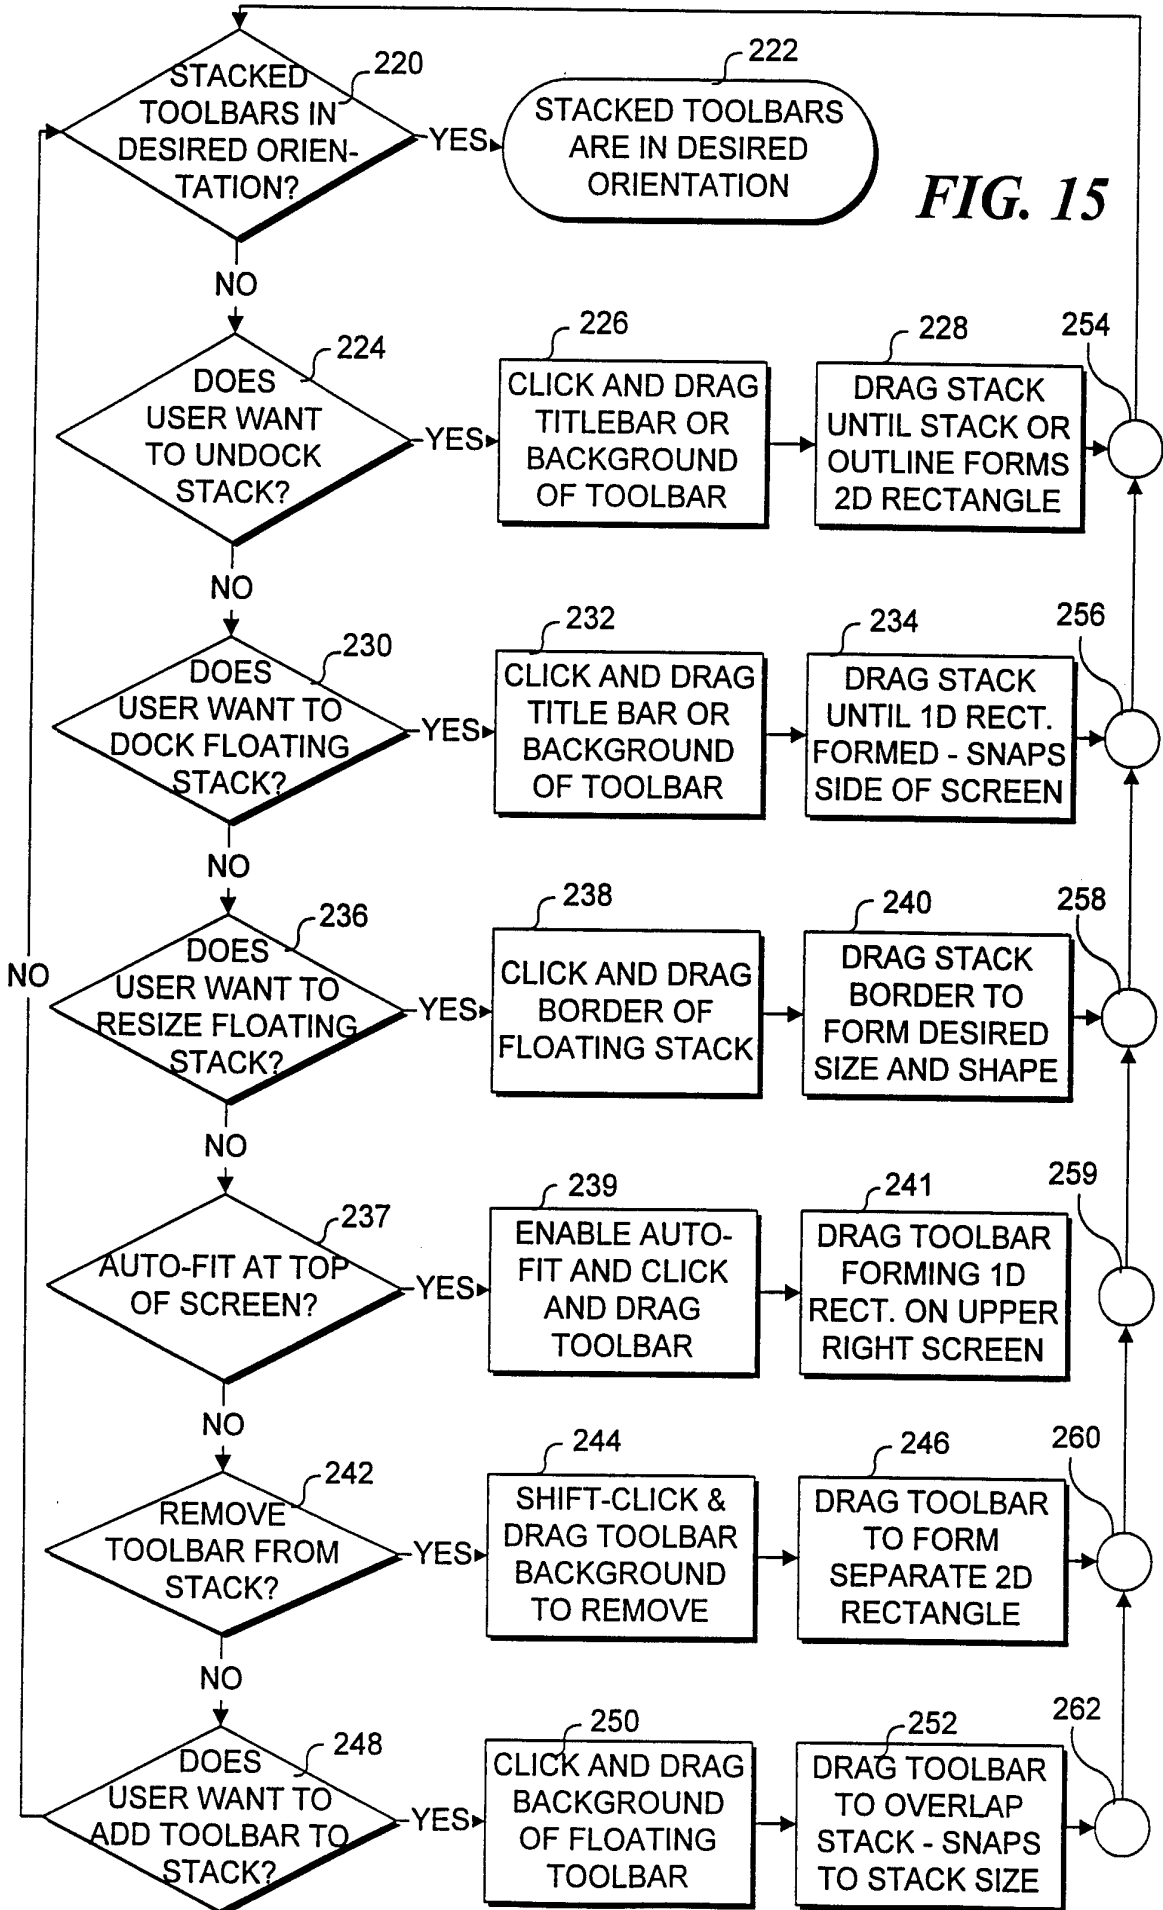 220
STACKED
TOOLBARS IN
DESIRED ORIEN-
TATION?
YES
222
STACKED TOOLBARS
ARE IN DESIRED
ORIENTATION
FIG. 15
NO
224
DOES
USER WANT
TO UNDOCK
STACK?
YES
226
CLICK AND DRAG
TITLEBAR OR
BACKGROUND
OF TOOLBAR
228
DRAG STACK
UNTIL STACK OR
OUTLINE FORMS
2D RECTANGLE
254
NO
230
DOES
USER WANT TO
DOCK FLOATING
STACK?
YES
232
CLICK AND DRAG
TITLE BAR OR
BACKGROUND
OF TOOLBAR
234
DRAG STACK
UNTIL 1D RECT.
FORMED - SNAPS
SIDE OF SCREEN
256
NO
236
DOES
USER WANT TO
RESIZE FLOATING
STACK?
YES
238
CLICK AND DRAG
BORDER OF
FLOATING STACK
240
DRAG STACK
BORDER TO
FORM DESIRED
SIZE AND SHAPE
258
NO
NO
237
AUTO-FIT AT TOP
OF SCREEN?
YES
239
ENABLE AUTO-
FIT AND CLICK
AND DRAG
TOOLBAR
241
DRAG TOOLBAR
FORMING 1D
RECT. ON UPPER
RIGHT SCREEN
259
NO
242
REMOVE
TOOLBAR FROM
STACK?
YES
244
SHIFT-CLICK &
DRAG TOOLBAR
BACKGROUND
TO REMOVE
246
DRAG TOOLBAR
TO FORM
SEPARATE 2D
RECTANGLE
260
NO
248
DOES
USER WANT TO
ADD TOOLBAR TO
STACK?
YES
250
CLICK AND DRAG
BACKGROUND
OF FLOATING
TOOLBAR
252
DRAG TOOLBAR
TO OVERLAP
STACK - SNAPS
TO STACK SIZE
262